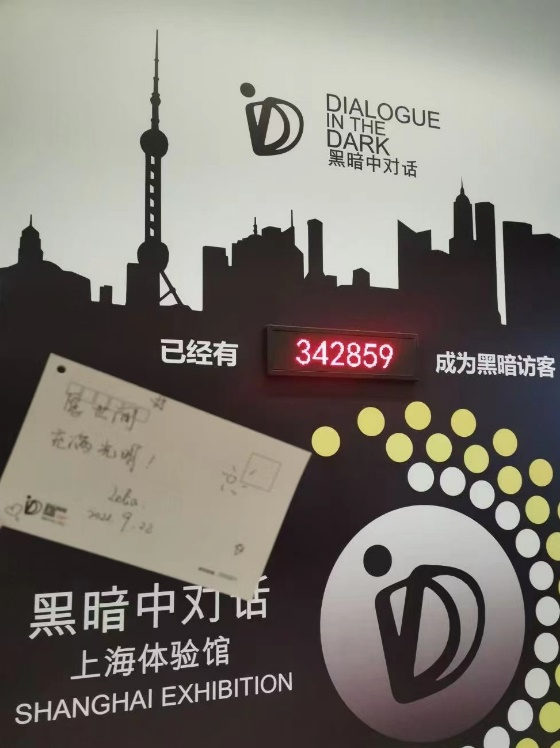 DIALOGUE
IN THE
DARK
黑暗中对话
已经有 342859 成为黑暗访客
愿世间
充满光明！
2021.9.22
黑暗中对话
上海体验馆
SHANGHAI EXHIBITION